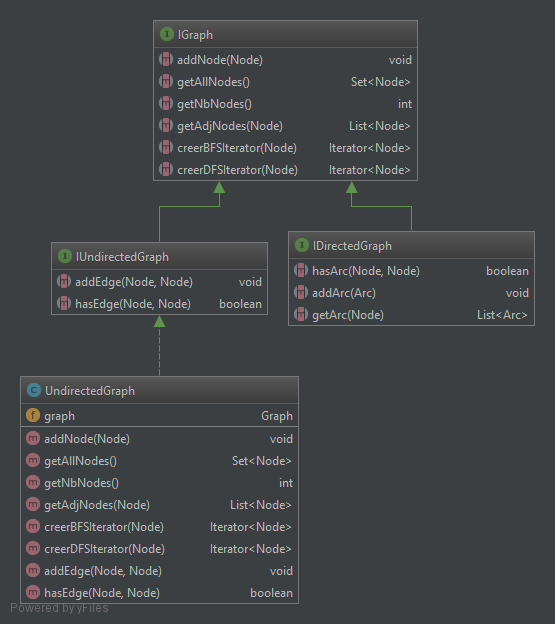 IGraph
addNode(Node) void
getAllNodes() Set<Node>
getNbNodes() int
getAdjNodes(Node) List<Node>
creerBFSIterator(Node) Iterator<Node>
creerDFSIterator(Node) Iterator<Node>
IUndirectedGraph
addEdge(Node, Node) void
hasEdge(Node, Node) boolean
IDirectedGraph
hasArc(Node, Node) boolean
addArc(Arc) void
getArc(Node) List<Arc>
UndirectedGraph
graph Graph
addNode(Node) void
getAllNodes() Set<Node>
getNbNodes() int
getAdjNodes(Node) List<Node>
creerBFSIterator(Node) Iterator<Node>
creerDFSIterator(Node) Iterator<Node>
addEdge(Node, Node) void
hasEdge(Node, Node) boolean
Powered by yFiles